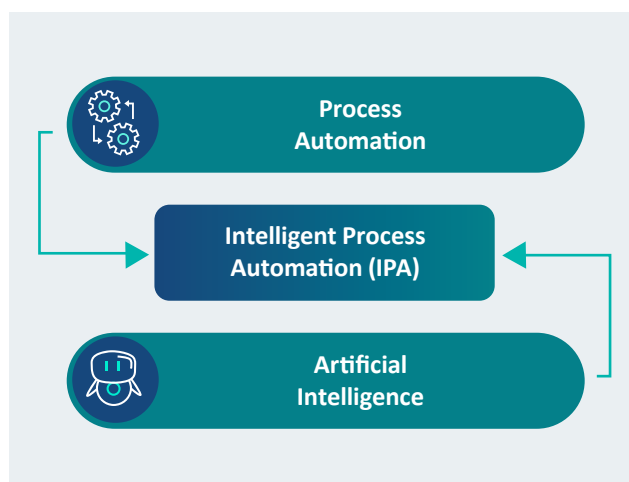 Process
Automation
Intelligent Process
Automation (IPA)
Artificial
Intelligence